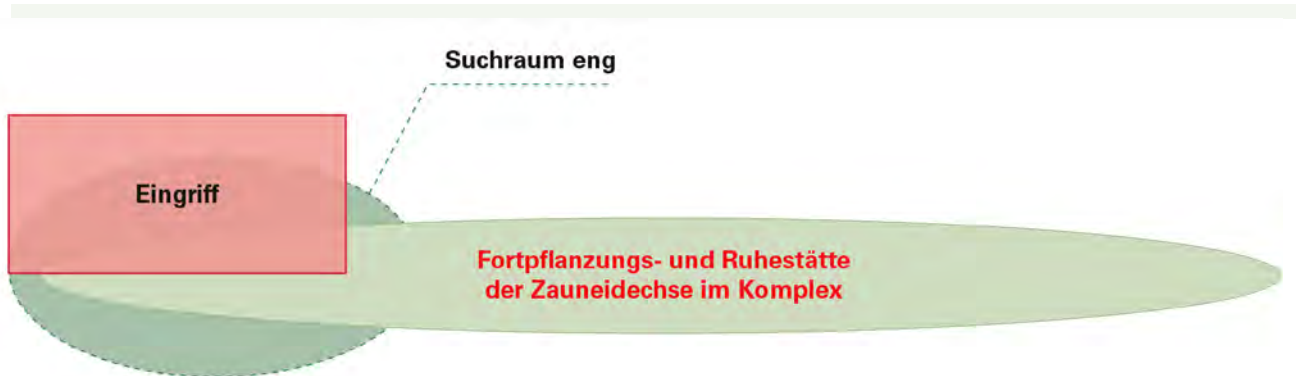 Suchraum eng
Eingriff
Fortpflanzungs- und Ruhestätte
der Zauneidechse im Komplex